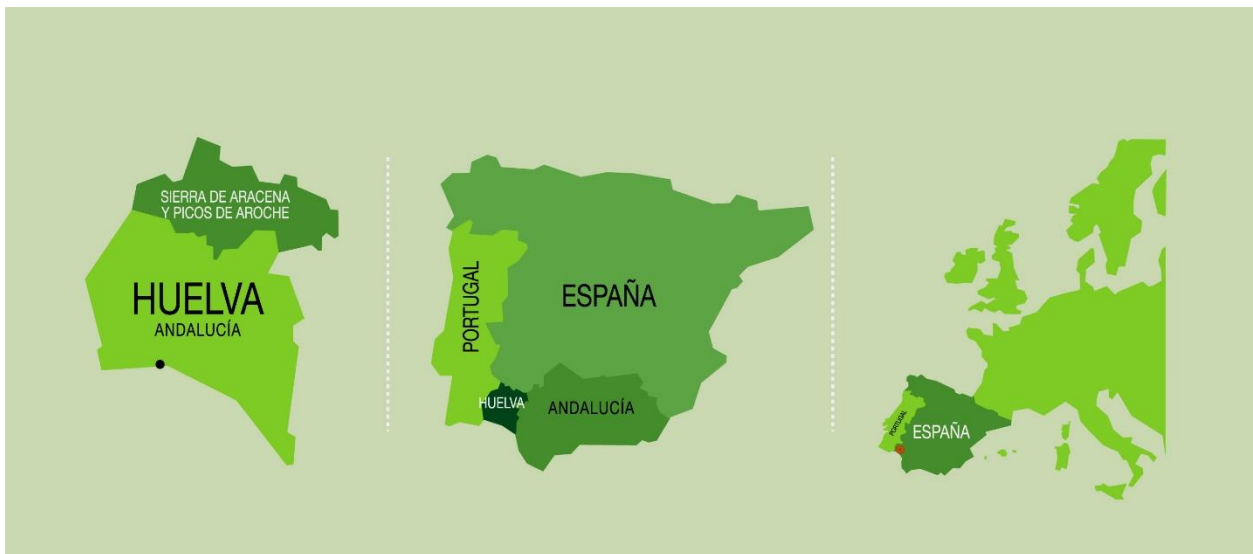 SIERRA DE ARACENA
Y PICOS DE AROCHE
HUELVA
ANDALUCÍA
PORTUGAL
ESPAÑA
HUELVA
ANDALUCÍA
PORTUGAL
ESPAÑA